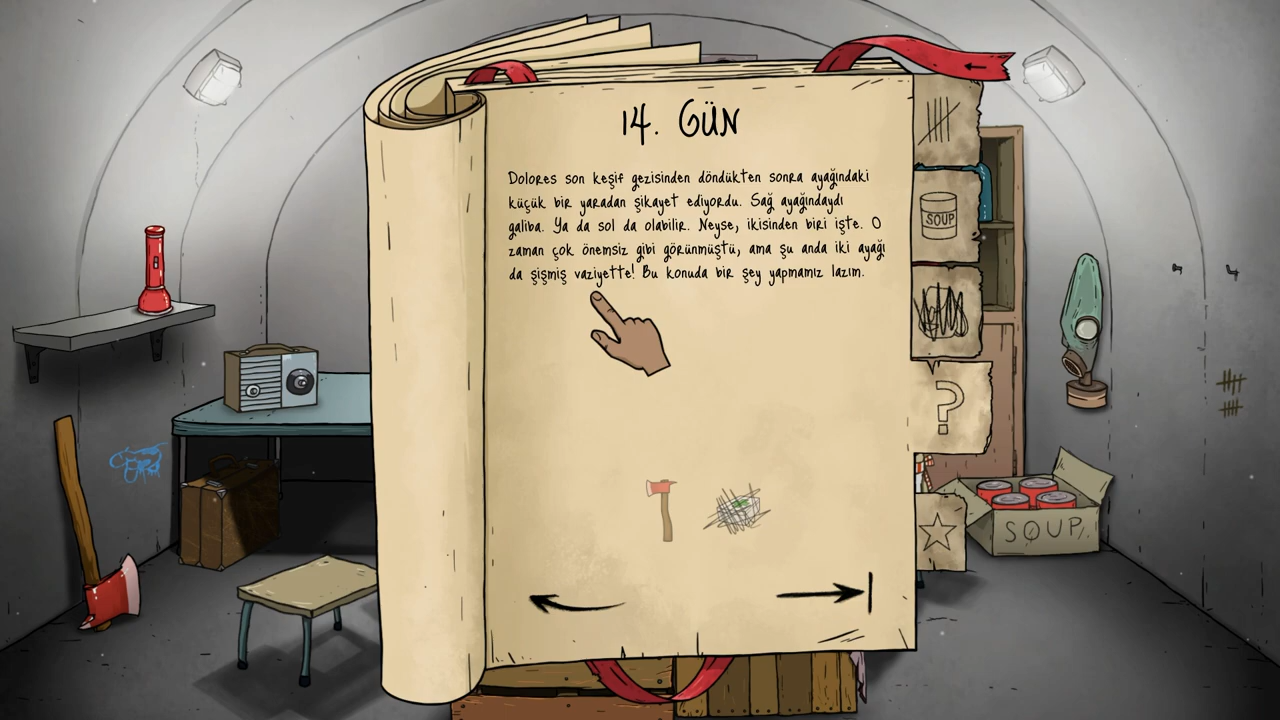 14. GÜN
Dolores son keşif gezisinden döndükten sonra ayağındaki
küçük bir yaradan şikayet ediyordu. Sağ ayağındaydı
galiba. Ya da sol da olabilir. Neyse, ikisinden biri işte. O
zaman çok önemsiz gibi görünmüştü, ama şu anda iki ayağı
da şişmiş vaziyette! Bu konuda bir şey yapmamız lazım.
SOUP
?
SOUP